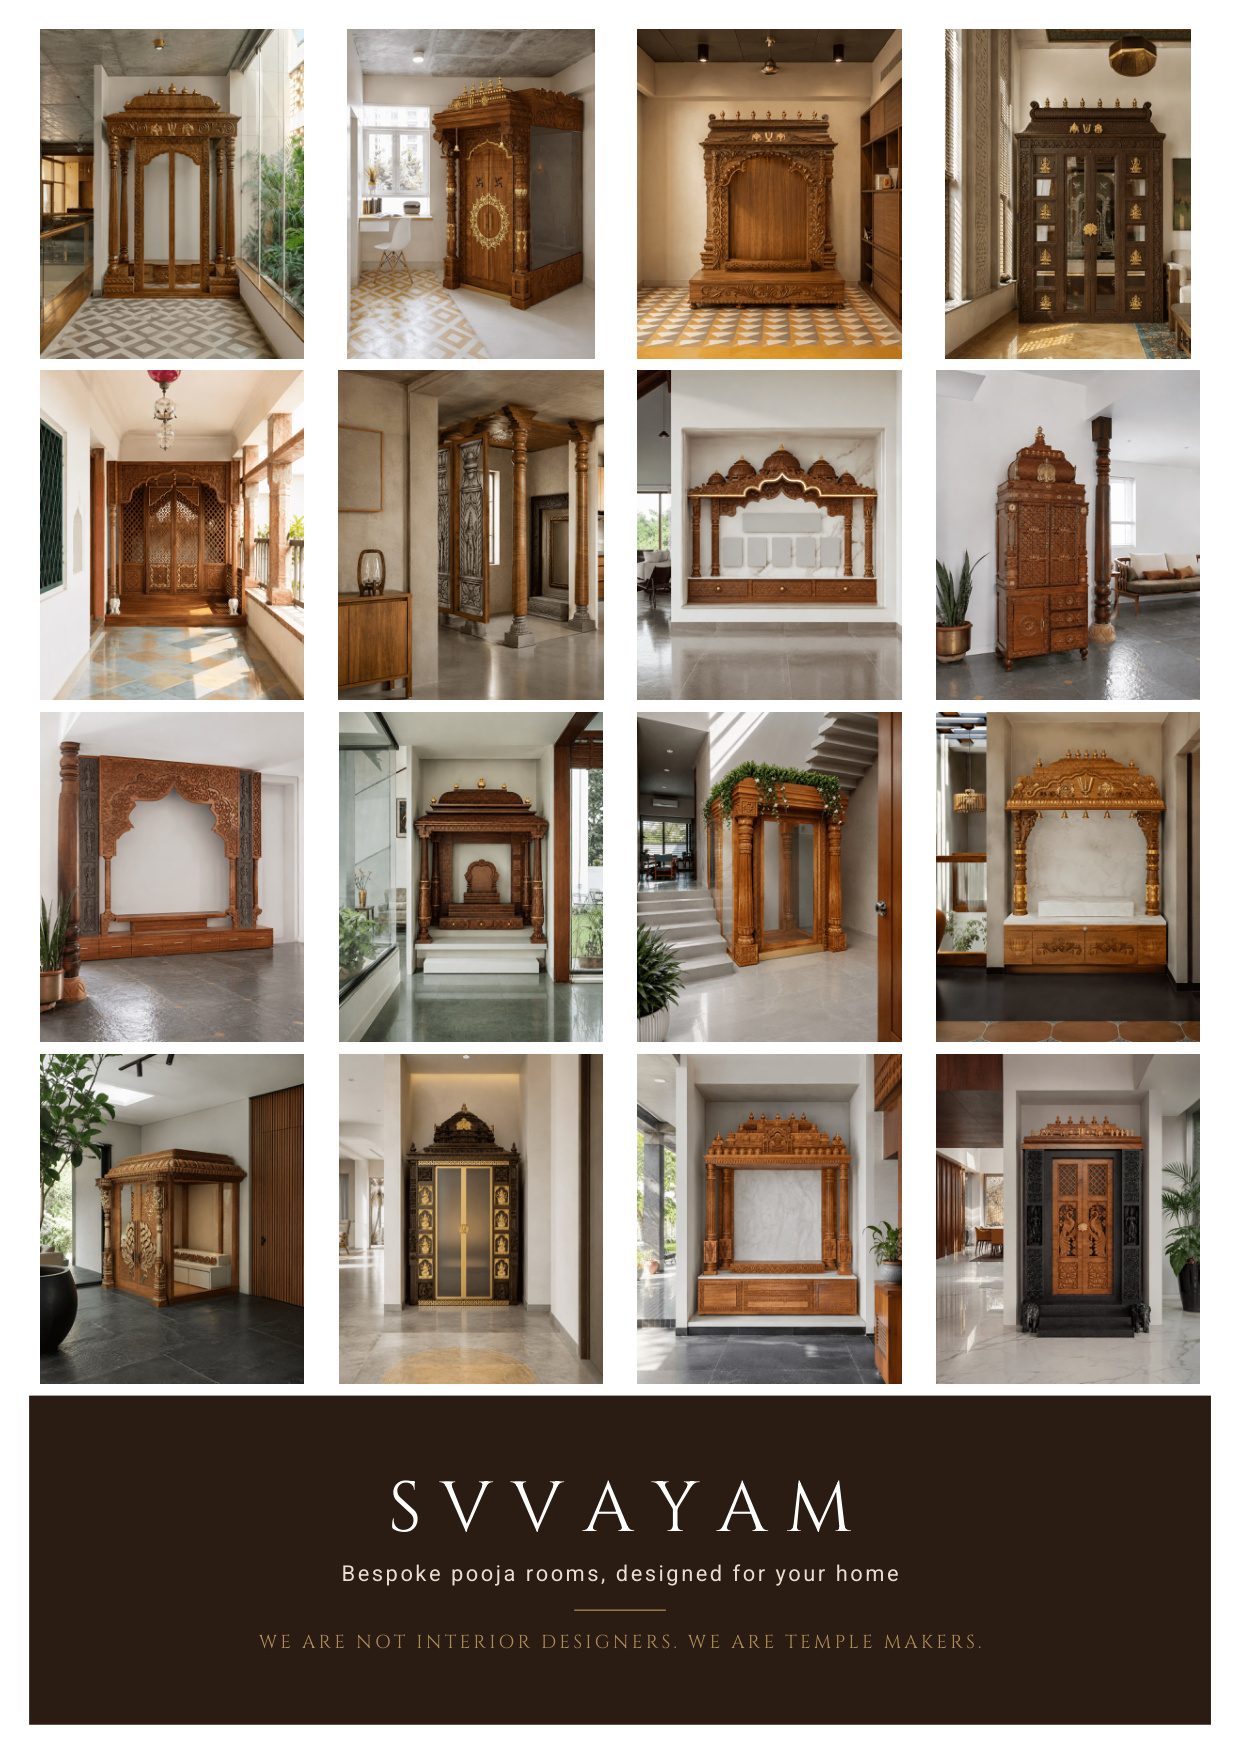 SVVAYAM
Bespoke pooja rooms, designed for your home
WE ARE NOT INTERIOR DESIGNERS. WE ARE TEMPLE MAKERS.